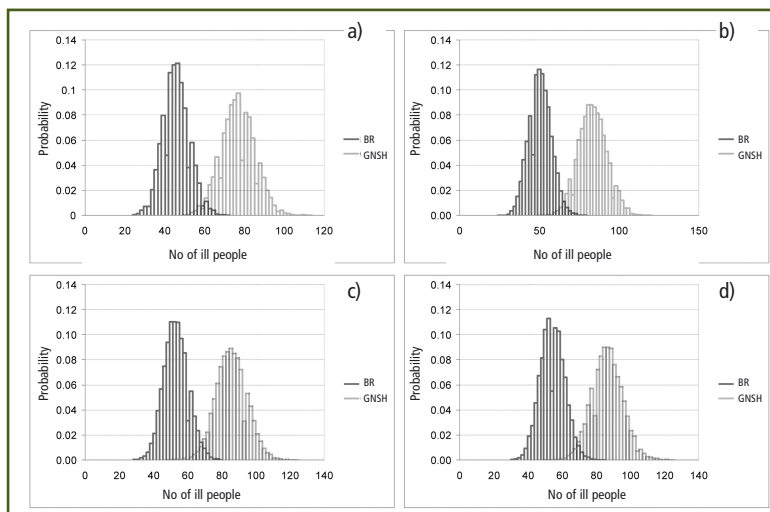 a)
0.14
0.12
0.1
0.08
0.06
0.04
0.02
0
0 20 40 60 80 100 120
Probability
No of ill people
BR
GNSH
b)
0.14
0.12
0.1
0.08
0.06
0.04
0.02
0.00
0 50 100 150
Probability
No of ill people
BR
GNSH
c)
0.14
0.12
0.10
0.08
0.06
0.04
0.02
0.00
0 20 40 60 80 100 120 140
Probability
No of ill people
BR
GNSH
d)
0.14
0.12
0.10
0.08
0.06
0.04
0.02
0.00
0 20 40 60 80 100 120 140
Probability
No of ill people
BR
GNSH